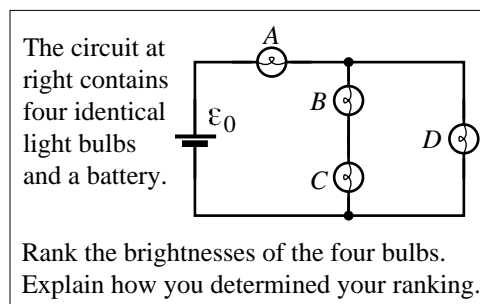 The circuit at
right contains
four identical
light bulbs
and a battery.
A
B
ε0
D
C
Rank the brightnesses of the four bulbs.
Explain how you determined your ranking.